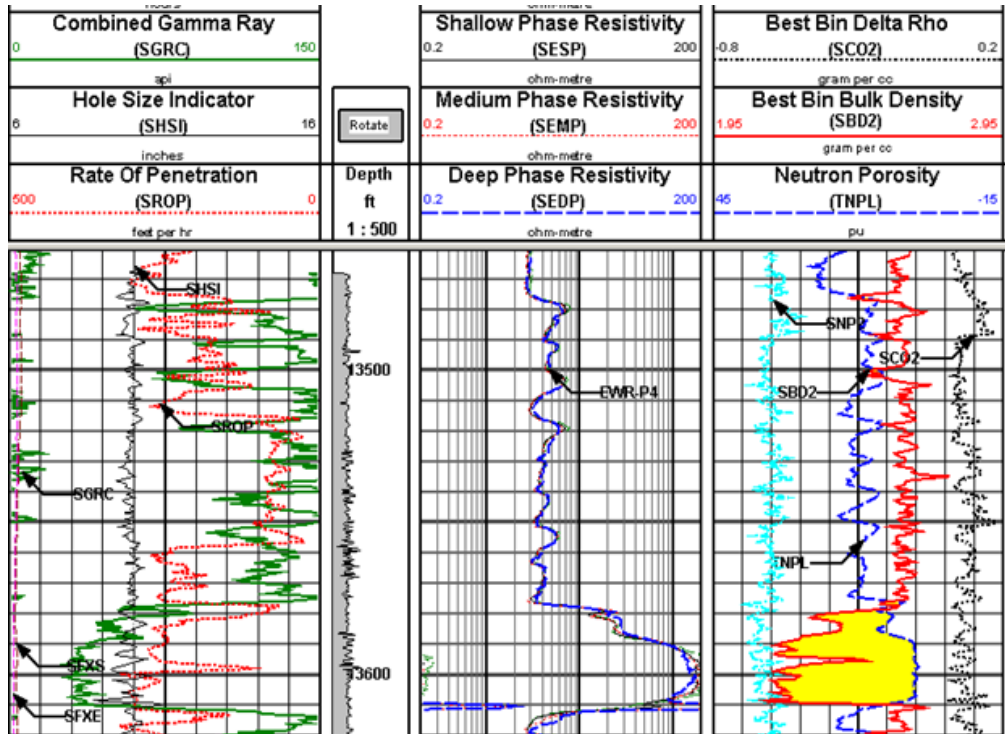 hours
Combined Gamma Ray
(SGRC)
0 150
api
Hole Size Indicator
(SHSI)
6 16
inches
Rate Of Penetration
(SROP)
500 0
feet per hr
Rotate
Depth
ft
1 : 500
ohm-metre
Shallow Phase Resistivity
(SESP)
0.2 200
ohm-metre
Medium Phase Resistivity
(SEMP)
0.2 200
ohm-metre
Deep Phase Resistivity
(SEDP)
0.2 200
ohm-metre
Best Bin Delta Rho
(SCO2)
-0.8 0.2
gram per cc
Best Bin Bulk Density
(SBD2)
1.95 2.95
gram per cc
Neutron Porosity
(TNPL)
45 -15
pu
SHSI
SROP
SGRC
SFXS
SFXE
13500
13600
EWR-P4
SNP2
SCO2
SBD2
TNPL